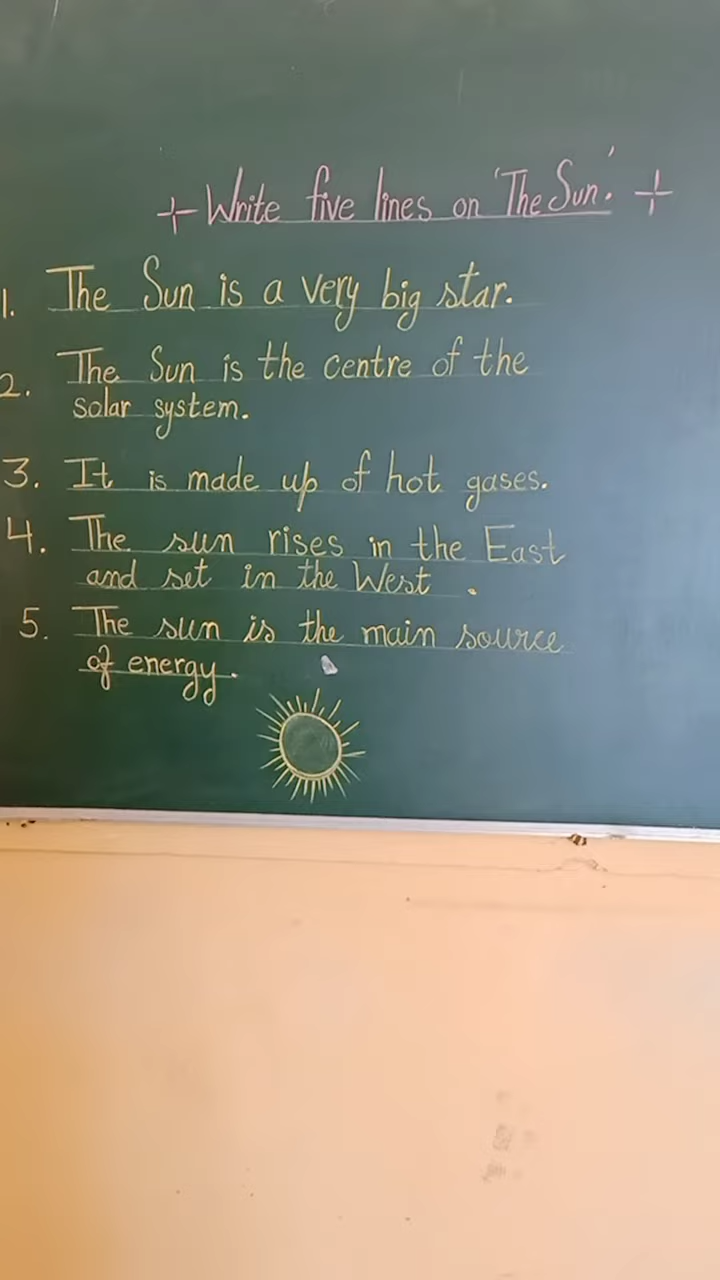 + Write five lines on 'The Sun.' +
1. The Sun is a very big star.
2. The Sun is the centre of the
solar system.
3. It is made up of hot gases.
4. The sun rises in the East
and set in the West .
5. The sun is the main source
of energy.